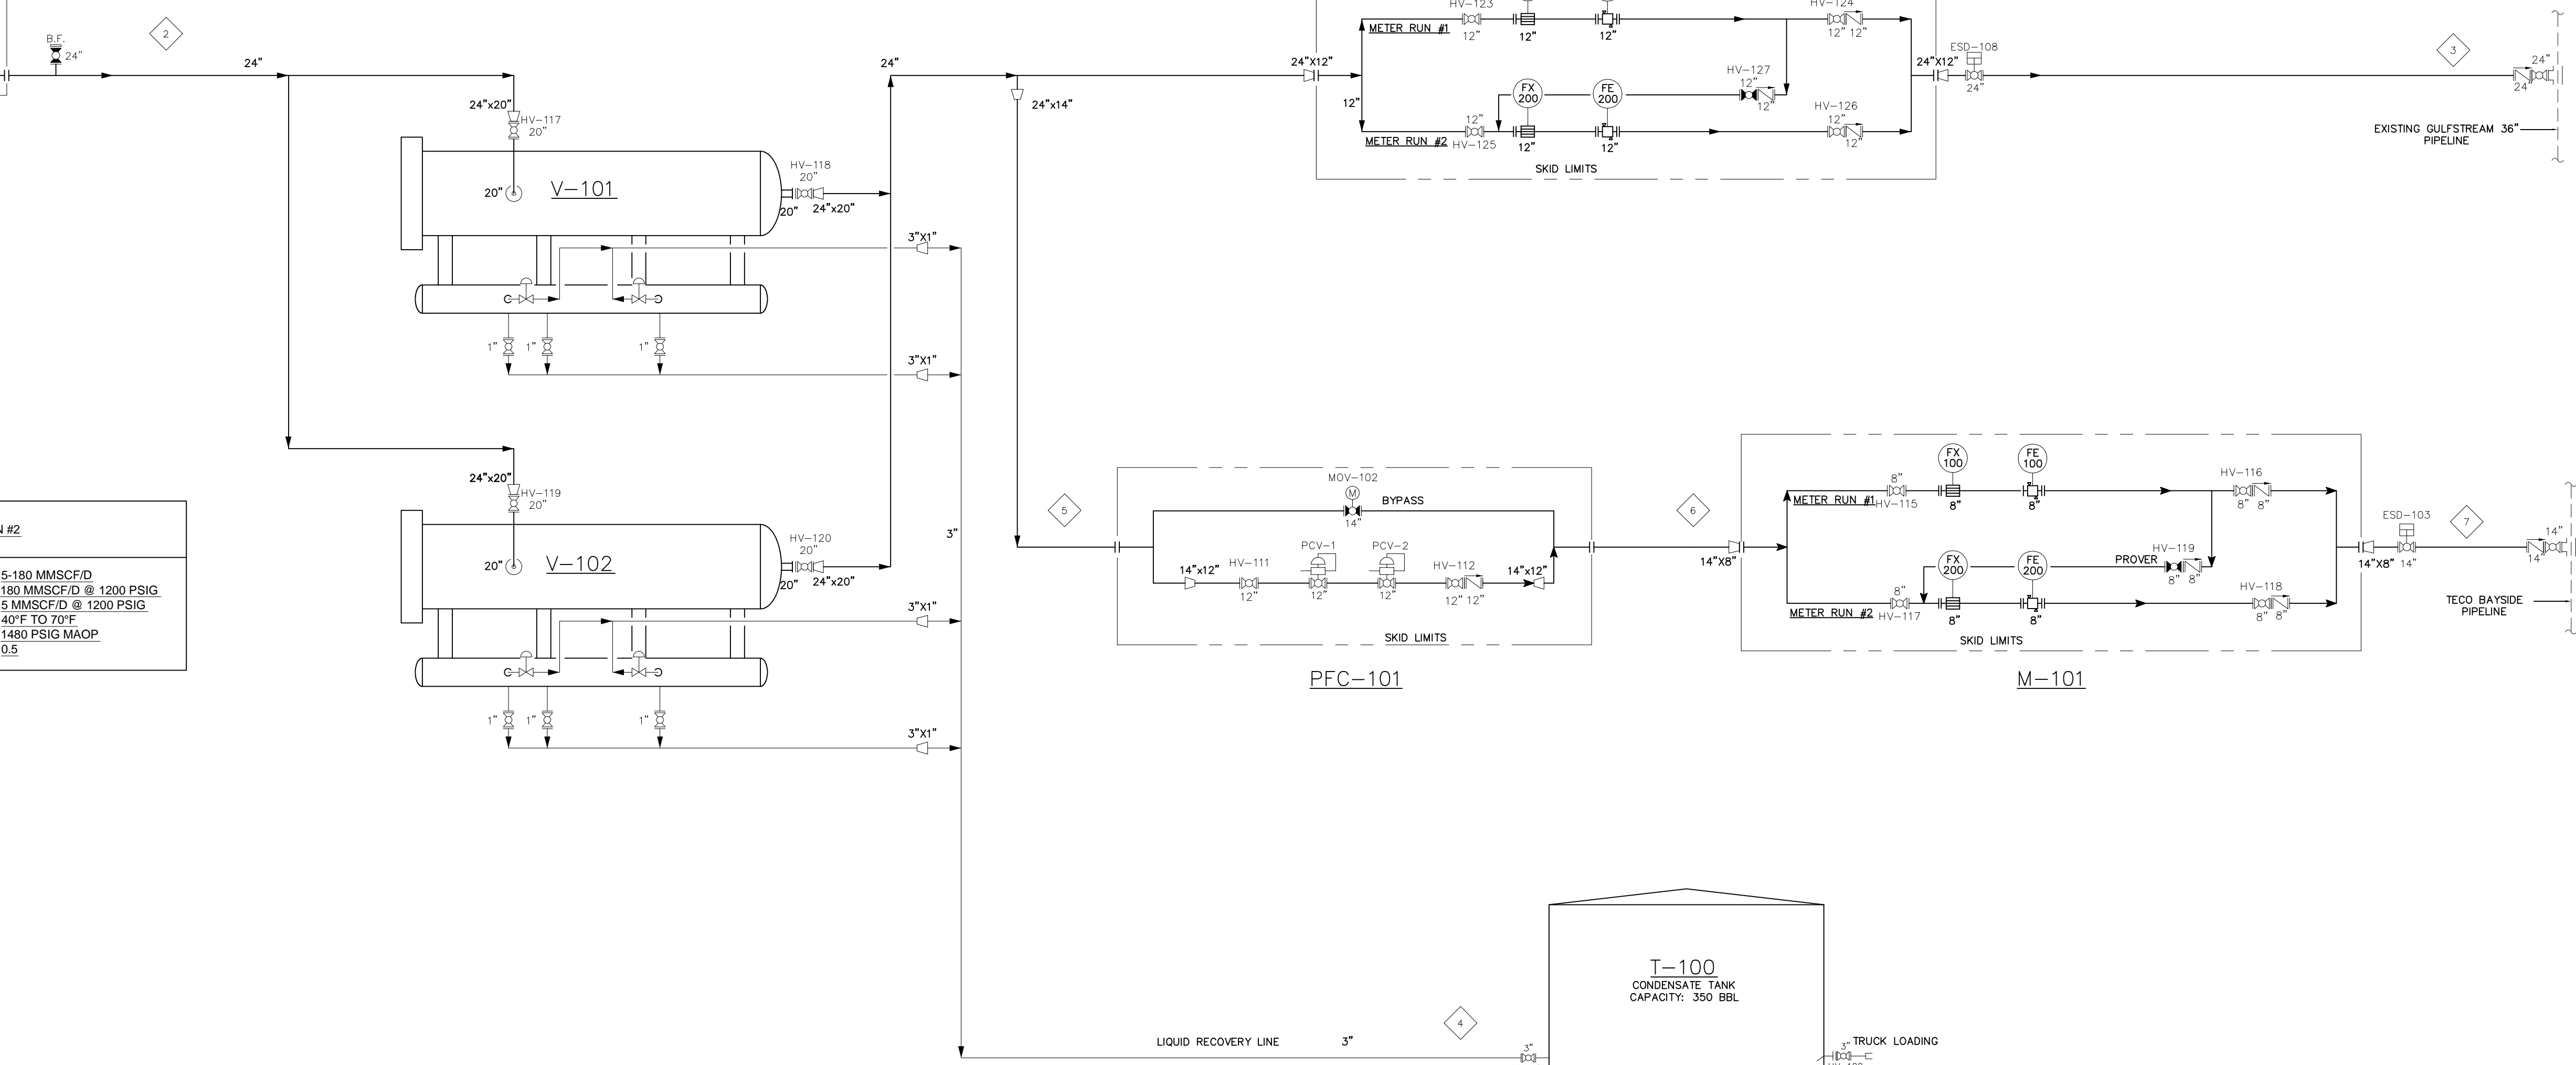 B.F.
24"
2
24"
24"x20"
HV-117
20"
20"
V-101
HV-118
20"
20"
24"x20"
24"
24"x14"
3"X1"
1"
1"
1"
3"X1"
24"x20"
HV-119
20"
20"
V-102
HV-120
20"
20"
24"x20"
3"
3"X1"
1"
1"
1"
3"X1"
HV-123
METER RUN #1
12"
12"
12"
HV-124
12" 12"
24"X12"
12"
FX
200
FE
200
HV-127
12"
12"
HV-126
12"
12"
12"
METER RUN #2
HV-125
12"
12"
SKID LIMITS
24"X12"
ESD-108
24"
3
24"
24"
EXISTING GULFSTREAM 36"
PIPELINE
#2
5-180 MMSCF/D
180 MMSCF/D @ 1200 PSIG
5 MMSCF/D @ 1200 PSIG
40°F TO 70°F
1480 PSIG MAOP
0.5
5
MOV-102
M
BYPASS
14"
14"x12"
HV-111
12"
PCV-1
12"
PCV-2
12"
HV-112
12" 12"
14"x12"
SKID LIMITS
PFC-101
6
14"X8"
FX
100
FE
100
8"
METER RUN #1
HV-115
8"
8"
HV-116
8" 8"
FX
200
FE
200
PROVER
HV-119
8" 8"
8"
METER RUN #2
HV-117
8"
8"
HV-118
8" 8"
SKID LIMITS
M-101
14"X8"
ESD-103
14"
7
14"
14"
TECO BAYSIDE
PIPELINE
T-100
CONDENSATE TANK
CAPACITY: 350 BBL
4
LIQUID RECOVERY LINE
3"
3"
3"
TRUCK LOADING